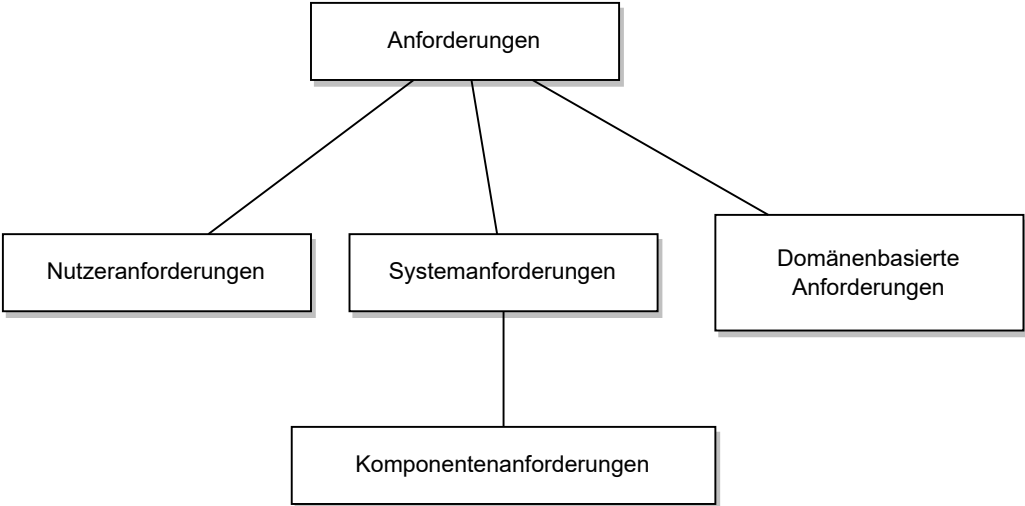 Anforderungen
Nutzeranforderungen
Systemanforderungen
Domänenbasierte
Anforderungen
Komponentenanforderungen